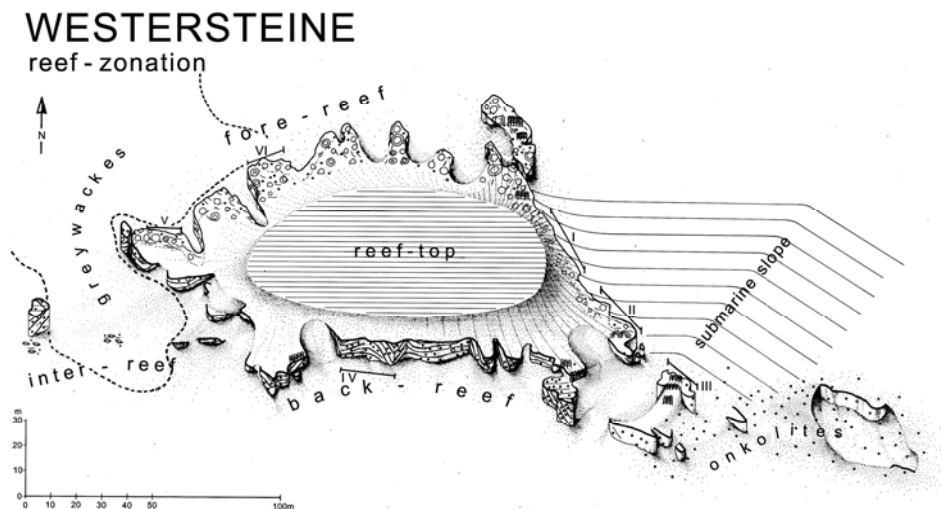 WESTERSTEINE
reef - zonation
N
fore - reef
VI
V
greywackes
reef - top
I
submarine slope
II
inter - reef
IV
back - reef
III
onkolites
m
30
20
10
0
0 10 20 30 40 50 100m